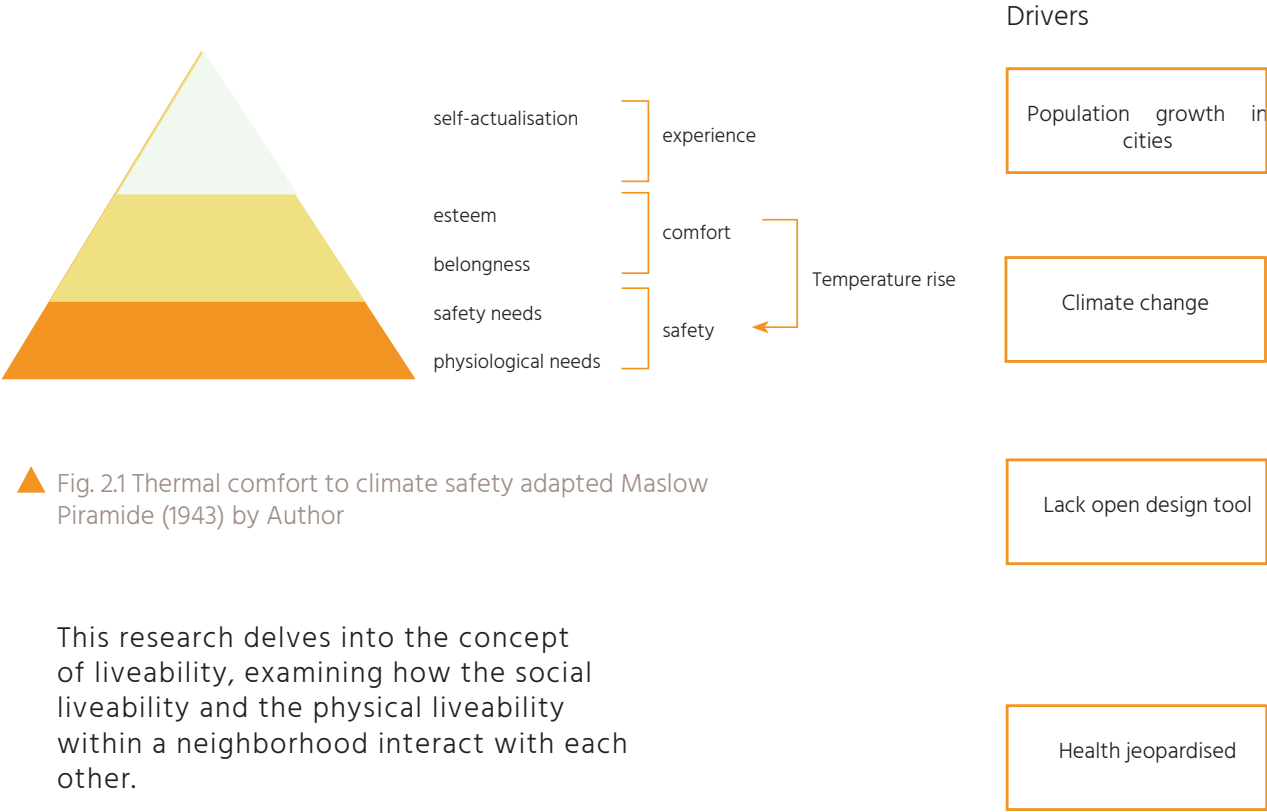 self-actualisation
experience
esteem
comfort
belongness
Temperature rise
safety needs
safety
physiological needs
Fig. 2.1 Thermal comfort to climate safety adapted Maslow
Piramide (1943) by Author
This research delves into the concept
of liveability, examining how the social
liveability and the physical liveability
within a neighborhood interact with each
other.
Drivers
Population growth in
cities
Climate change
Lack open design tool
Health jeopardised